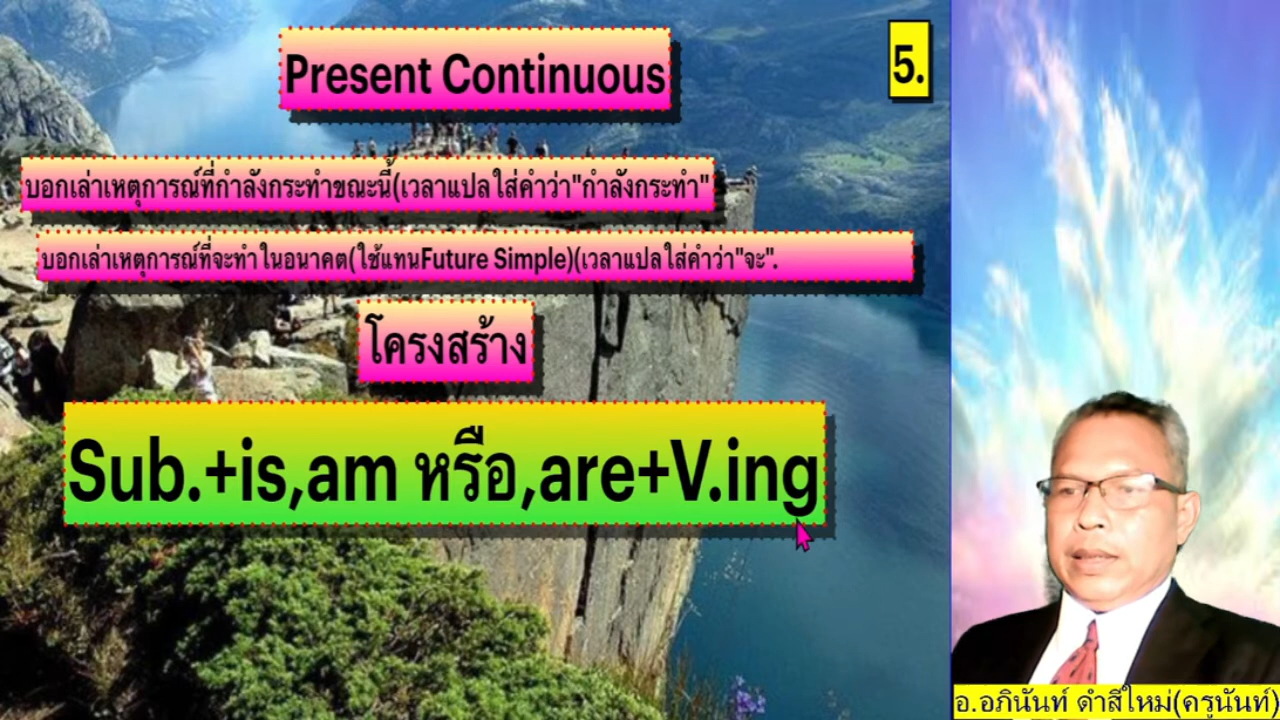 Present Continuous
5.
บอกเล่าเหตุการณ์ที่กำลังกระทำขณะนี้(เวลาแปลใส่คำว่า"กำลังกระทำ"
บอกเล่าเหตุการณ์ที่จะทำในอนาคต(ใช้แทนFuture Simple)(เวลาแปลใส่คำว่า"จะ".
โครงสร้าง
Sub.+is,am หรือ,are+V.ing
อ.อภินันท์ ดำสีใหม่(ครูนันท์)